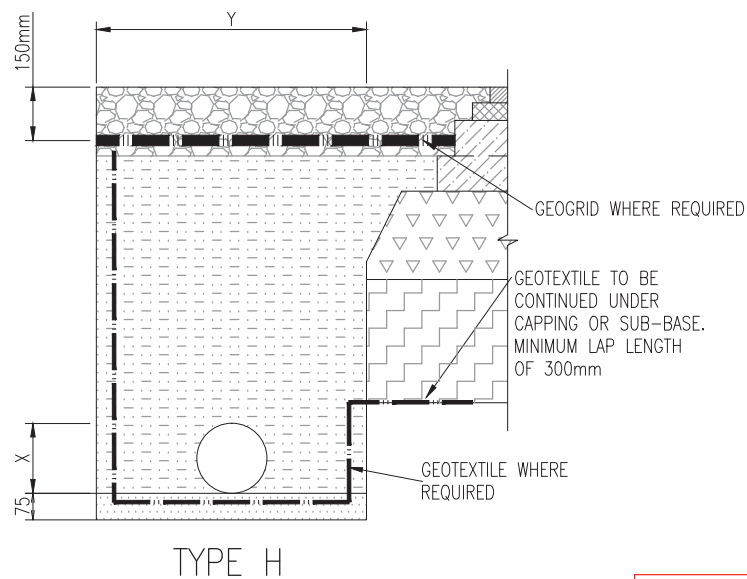 Y
150mm
GEOGRID WHERE REQUIRED
GEOTEXTILE TO BE
CONTINUED UNDER
CAPPING OR SUB-BASE.
MINIMUM LAP LENGTH
OF 300mm
X
GEOTEXTILE WHERE
REQUIRED
75
TYPE H